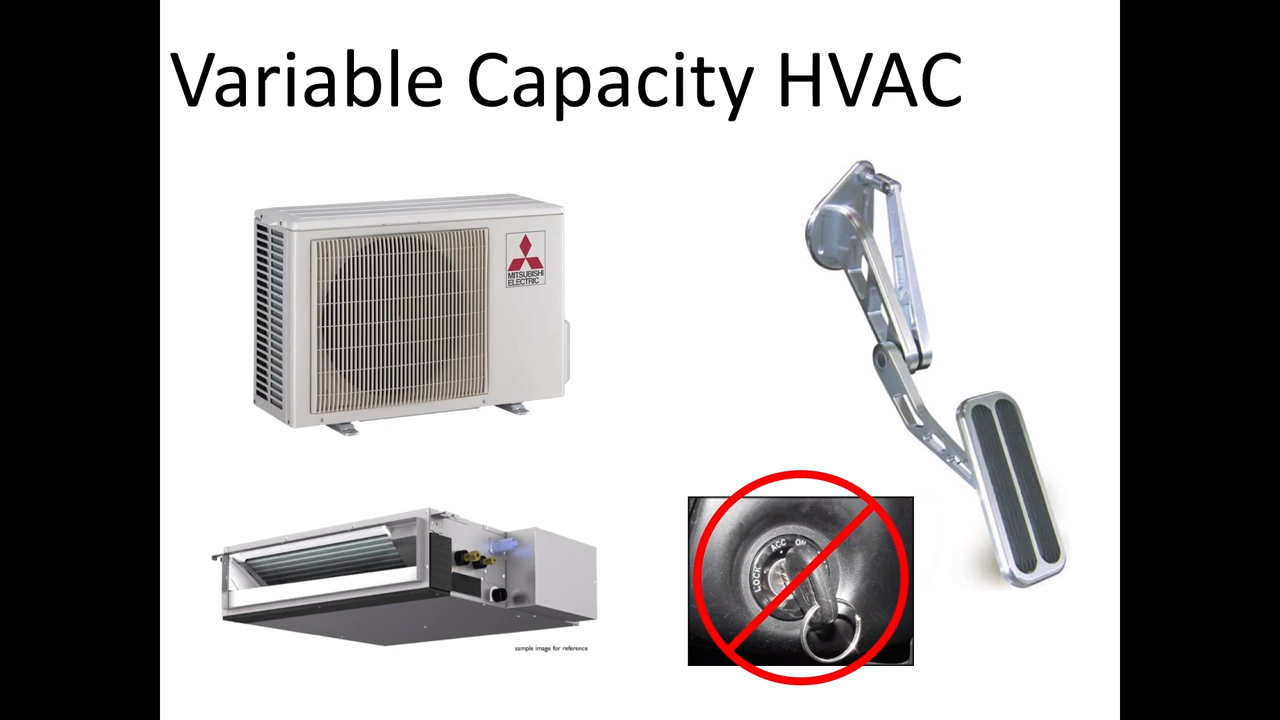 Variable Capacity HVAC
MITSUBISHI
ELECTRIC
LOCK
ACC
ON
sample image for reference